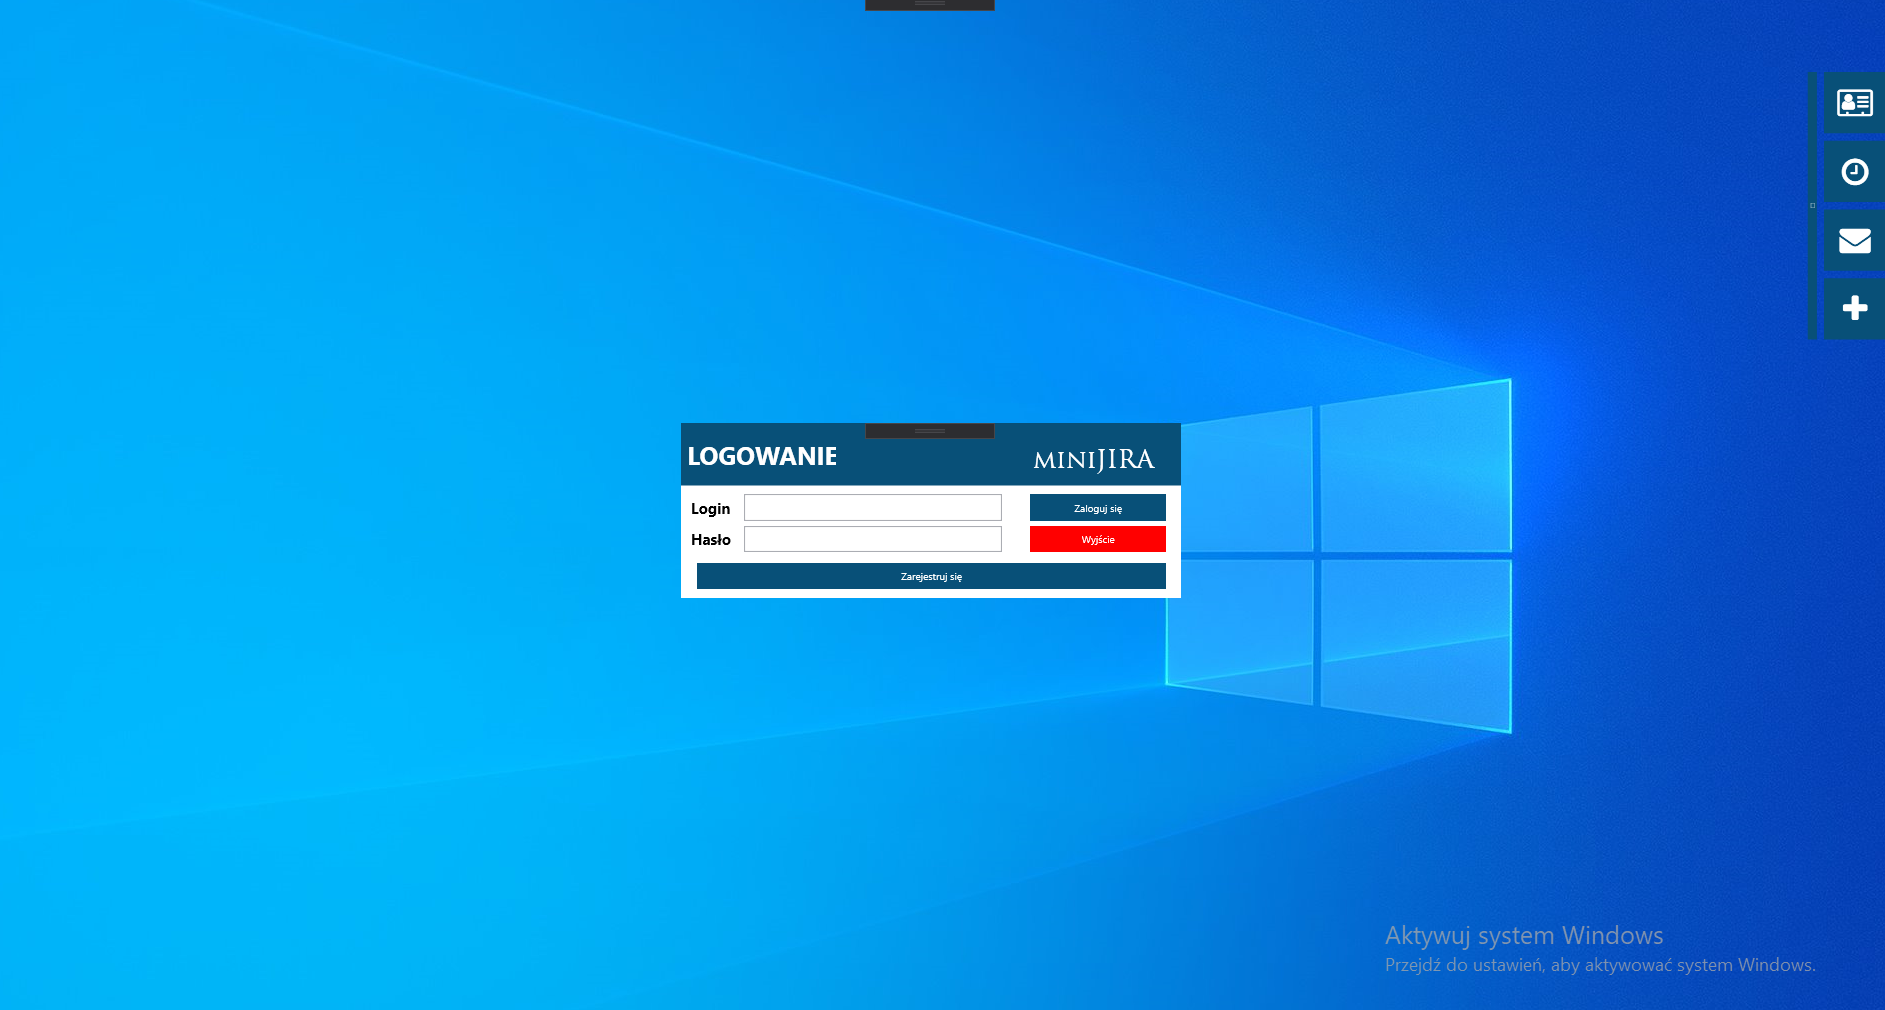 LOGOWANIE
MINIJIRA
Login
Zaloguj się
Hasło
Wyjście
Zarejestruj się
Aktywuj system Windows
Przejdź do ustawień, aby aktywować system Windows.